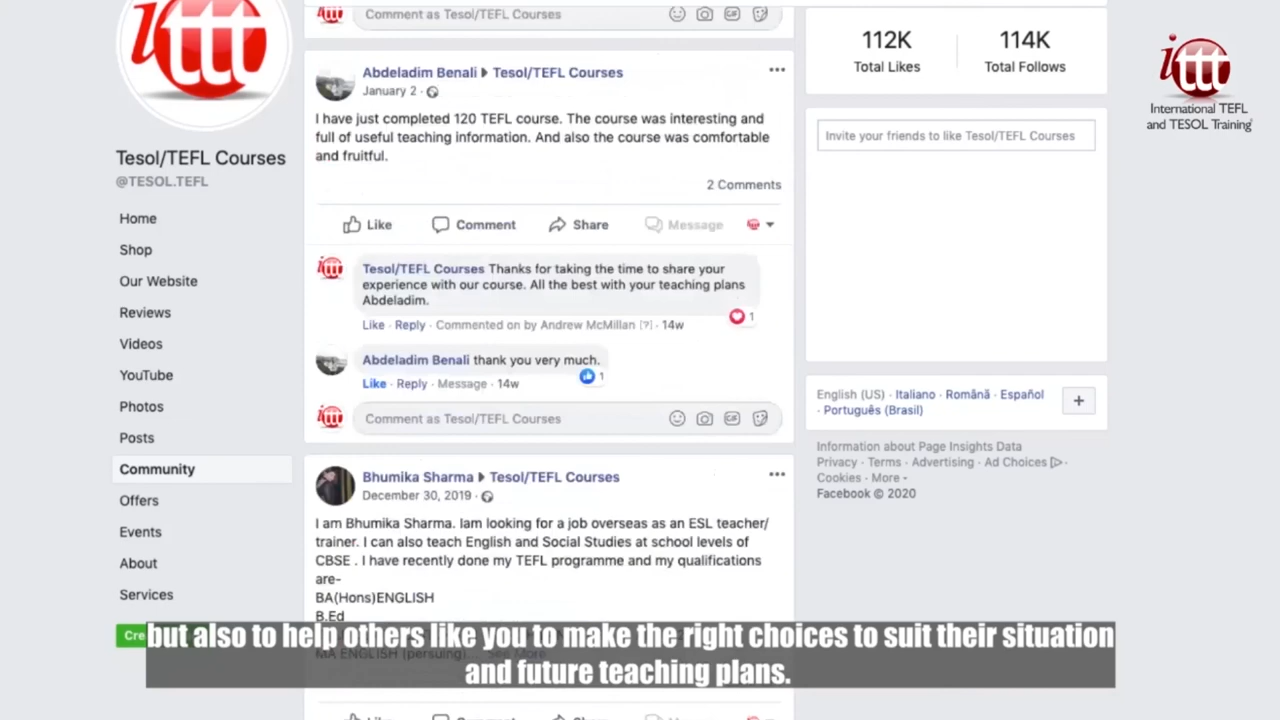 ittt
Tesol/TEFL Courses
@TESOL.TEFL
Home
Shop
Our Website
Reviews
Videos
YouTube
Photos
Posts
Community
Offers
Events
About
Services
Cre
Comment as Tesol/TEFL Courses
Abdeladim Benali Tesol/TEFL Courses
January 2 ·
I have just completed 120 TEFL course. The course was interesting and
full of useful teaching information. And also the course was comfortable
and fruitful.
2 Comments
Like Comment Share Message
Tesol/TEFL Courses Thanks for taking the time to share your
experience with our course. All the best with your teaching plans
Abdeladim.
1
Like · Reply · Commented on by Andrew McMillan [?] · 14w
Abdeladim Benali thank you very much.
1
Like · Reply · Message · 14w
Comment as Tesol/TEFL Courses
Bhumika Sharma Tesol/TEFL Courses
December 30, 2019 ·
I am Bhumika Sharma. Iam looking for a job overseas as an ESL teacher/
trainer. I can also teach English and Social Studies at school levels of
CBSE . I have recently done my TEFL programme and my qualifications
are-
BA(Hons)ENGLISH
B.Ed
MA ENGLISH (persuing)... See More
112K
Total Likes
114K
Total Follows
Invite your friends to like Tesol/TEFL Courses
English (US) · Italiano · Română · Español
· Português (Brasil)
+
Information about Page Insights Data
Privacy · Terms · Advertising · Ad Choices ·
Cookies · More
Facebook © 2020
ittt
International TEFL
and TESOL Training
but also to help others like you to make the right choices to suit their situation
and future teaching plans.